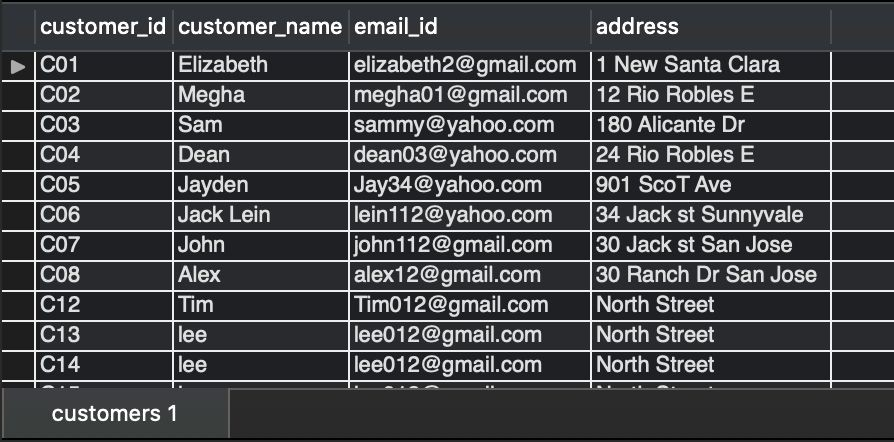 customer_id customer_name email_id address
C01 Elizabeth elizabeth2@gmail.com 1 New Santa Clara
C02 Megha megha01@gmail.com 12 Rio Robles E
C03 Sam sammy@yahoo.com 180 Alicante Dr
C04 Dean dean03@yahoo.com 24 Rio Robles E
C05 Jayden Jay34@yahoo.com 901 ScoT Ave
C06 Jack Lein lein112@yahoo.com 34 Jack st Sunnyvale
C07 John john112@gmail.com 30 Jack st San Jose
C08 Alex alex12@gmail.com 30 Ranch Dr San Jose
C12 Tim Tim012@gmail.com North Street
C13 lee lee012@gmail.com North Street
C14 lee lee012@gmail.com North Street
customers 1